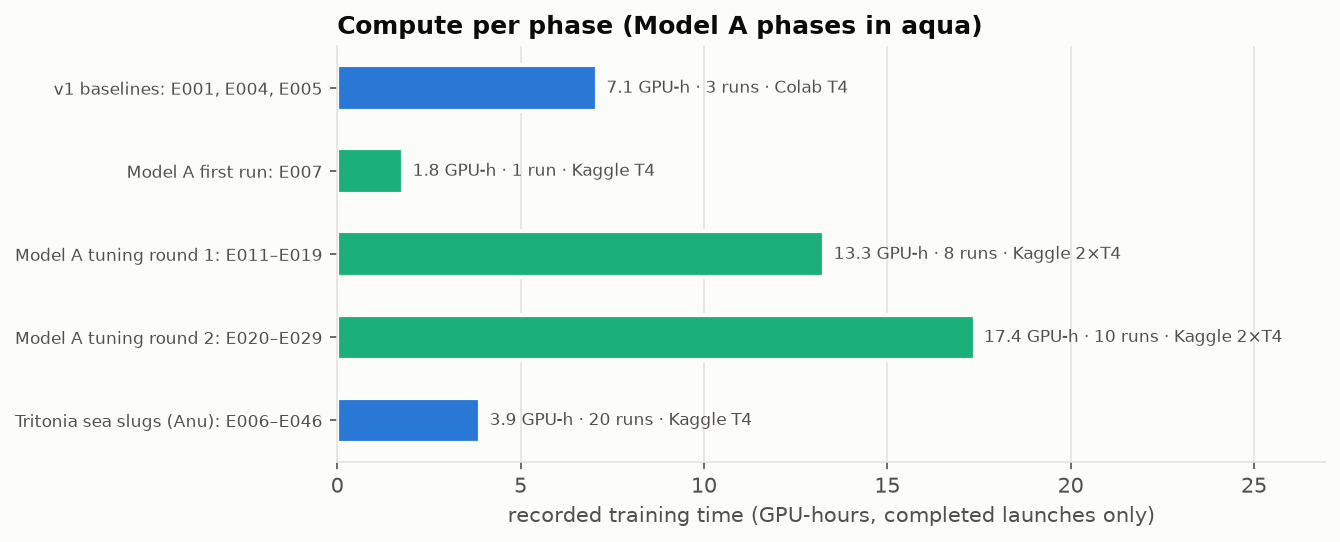 Compute per phase (Model A phases in aqua)
v1 baselines: E001, E004, E005
7.1 GPU-h · 3 runs · Colab T4
Model A first run: E007
1.8 GPU-h · 1 run · Kaggle T4
Model A tuning round 1: E011–E019
13.3 GPU-h · 8 runs · Kaggle 2×T4
Model A tuning round 2: E020–E029
17.4 GPU-h · 10 runs · Kaggle 2×T4
Tritonia sea slugs (Anu): E006–E046
3.9 GPU-h · 20 runs · Kaggle T4
0 5 10 15 20 25
recorded training time (GPU-hours, completed launches only)